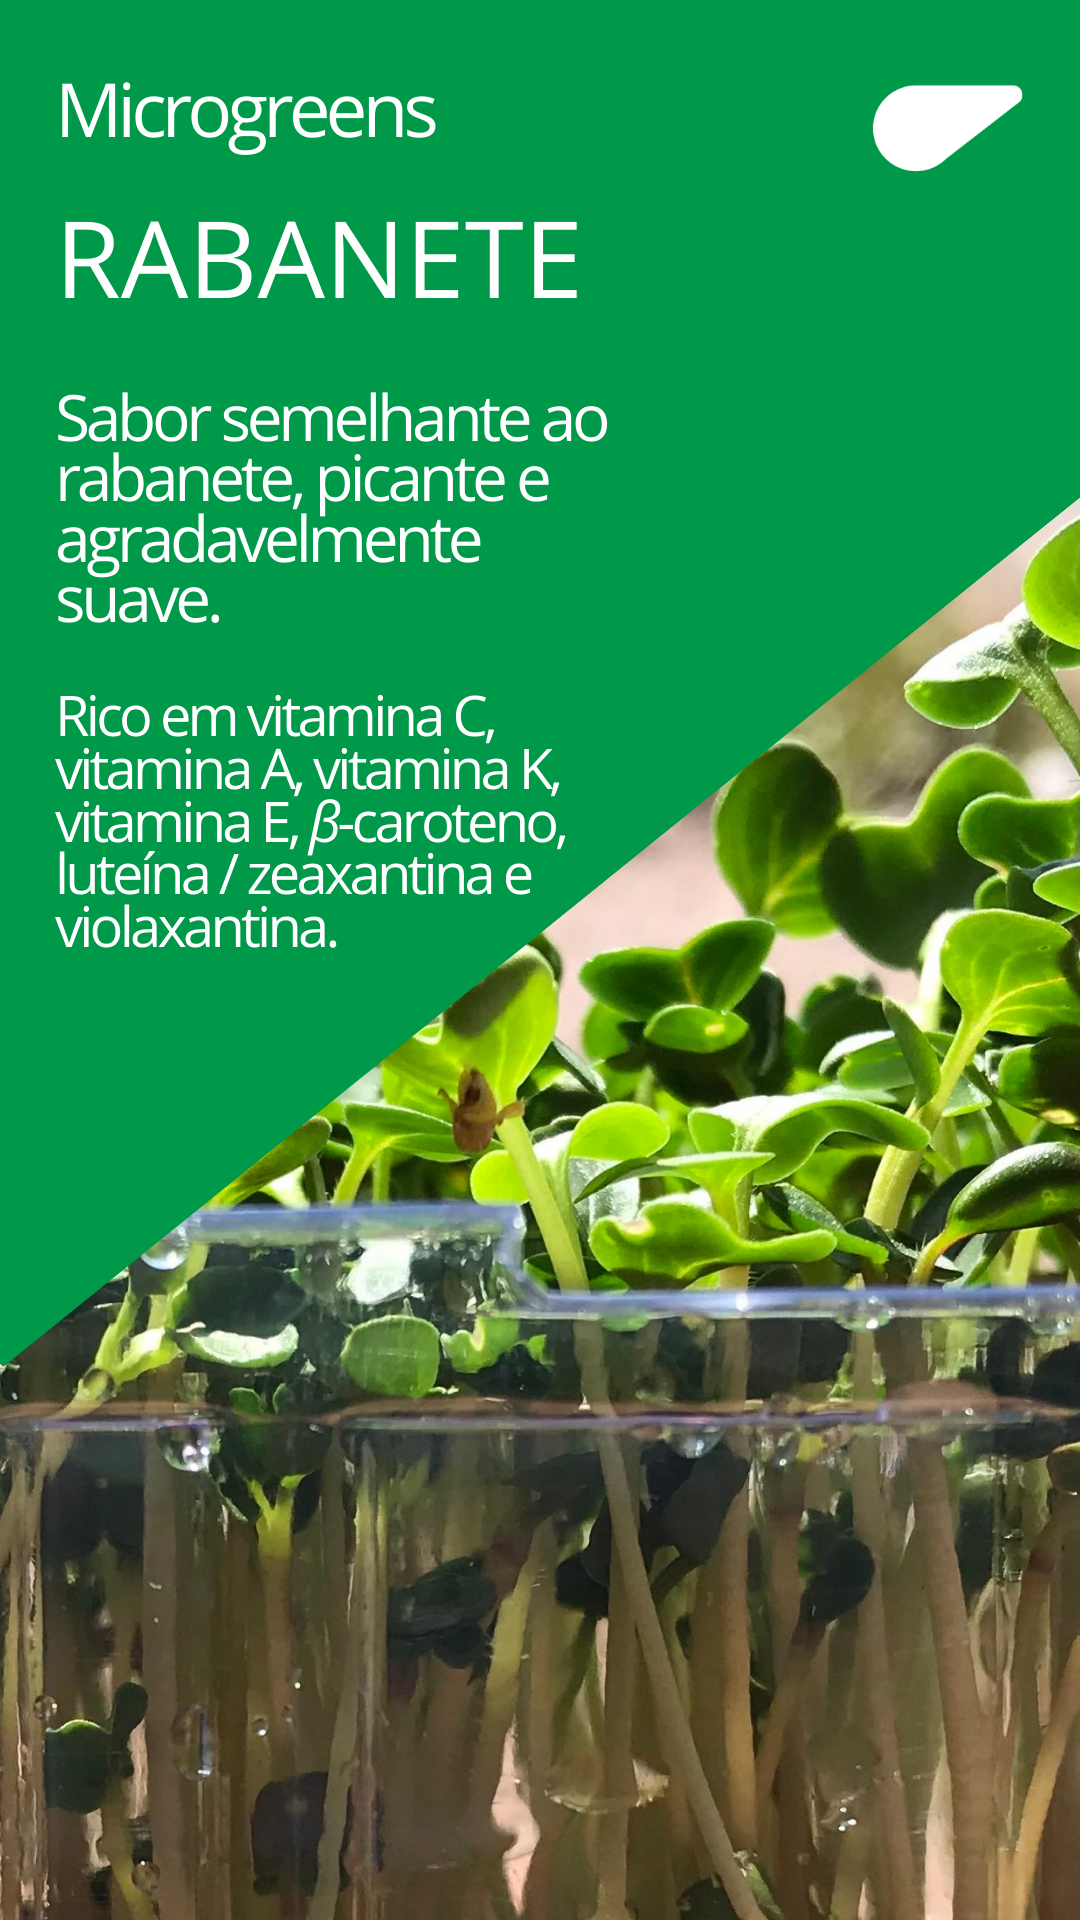 Microgreens
RABANETE
Sabor semelhante ao
rabanete, picante e
agradavelmente
suave.
Rico em vitamina C,
vitamina A, vitamina K,
vitamina E, β-caroteno,
luteína / zeaxantina e
violaxantina.